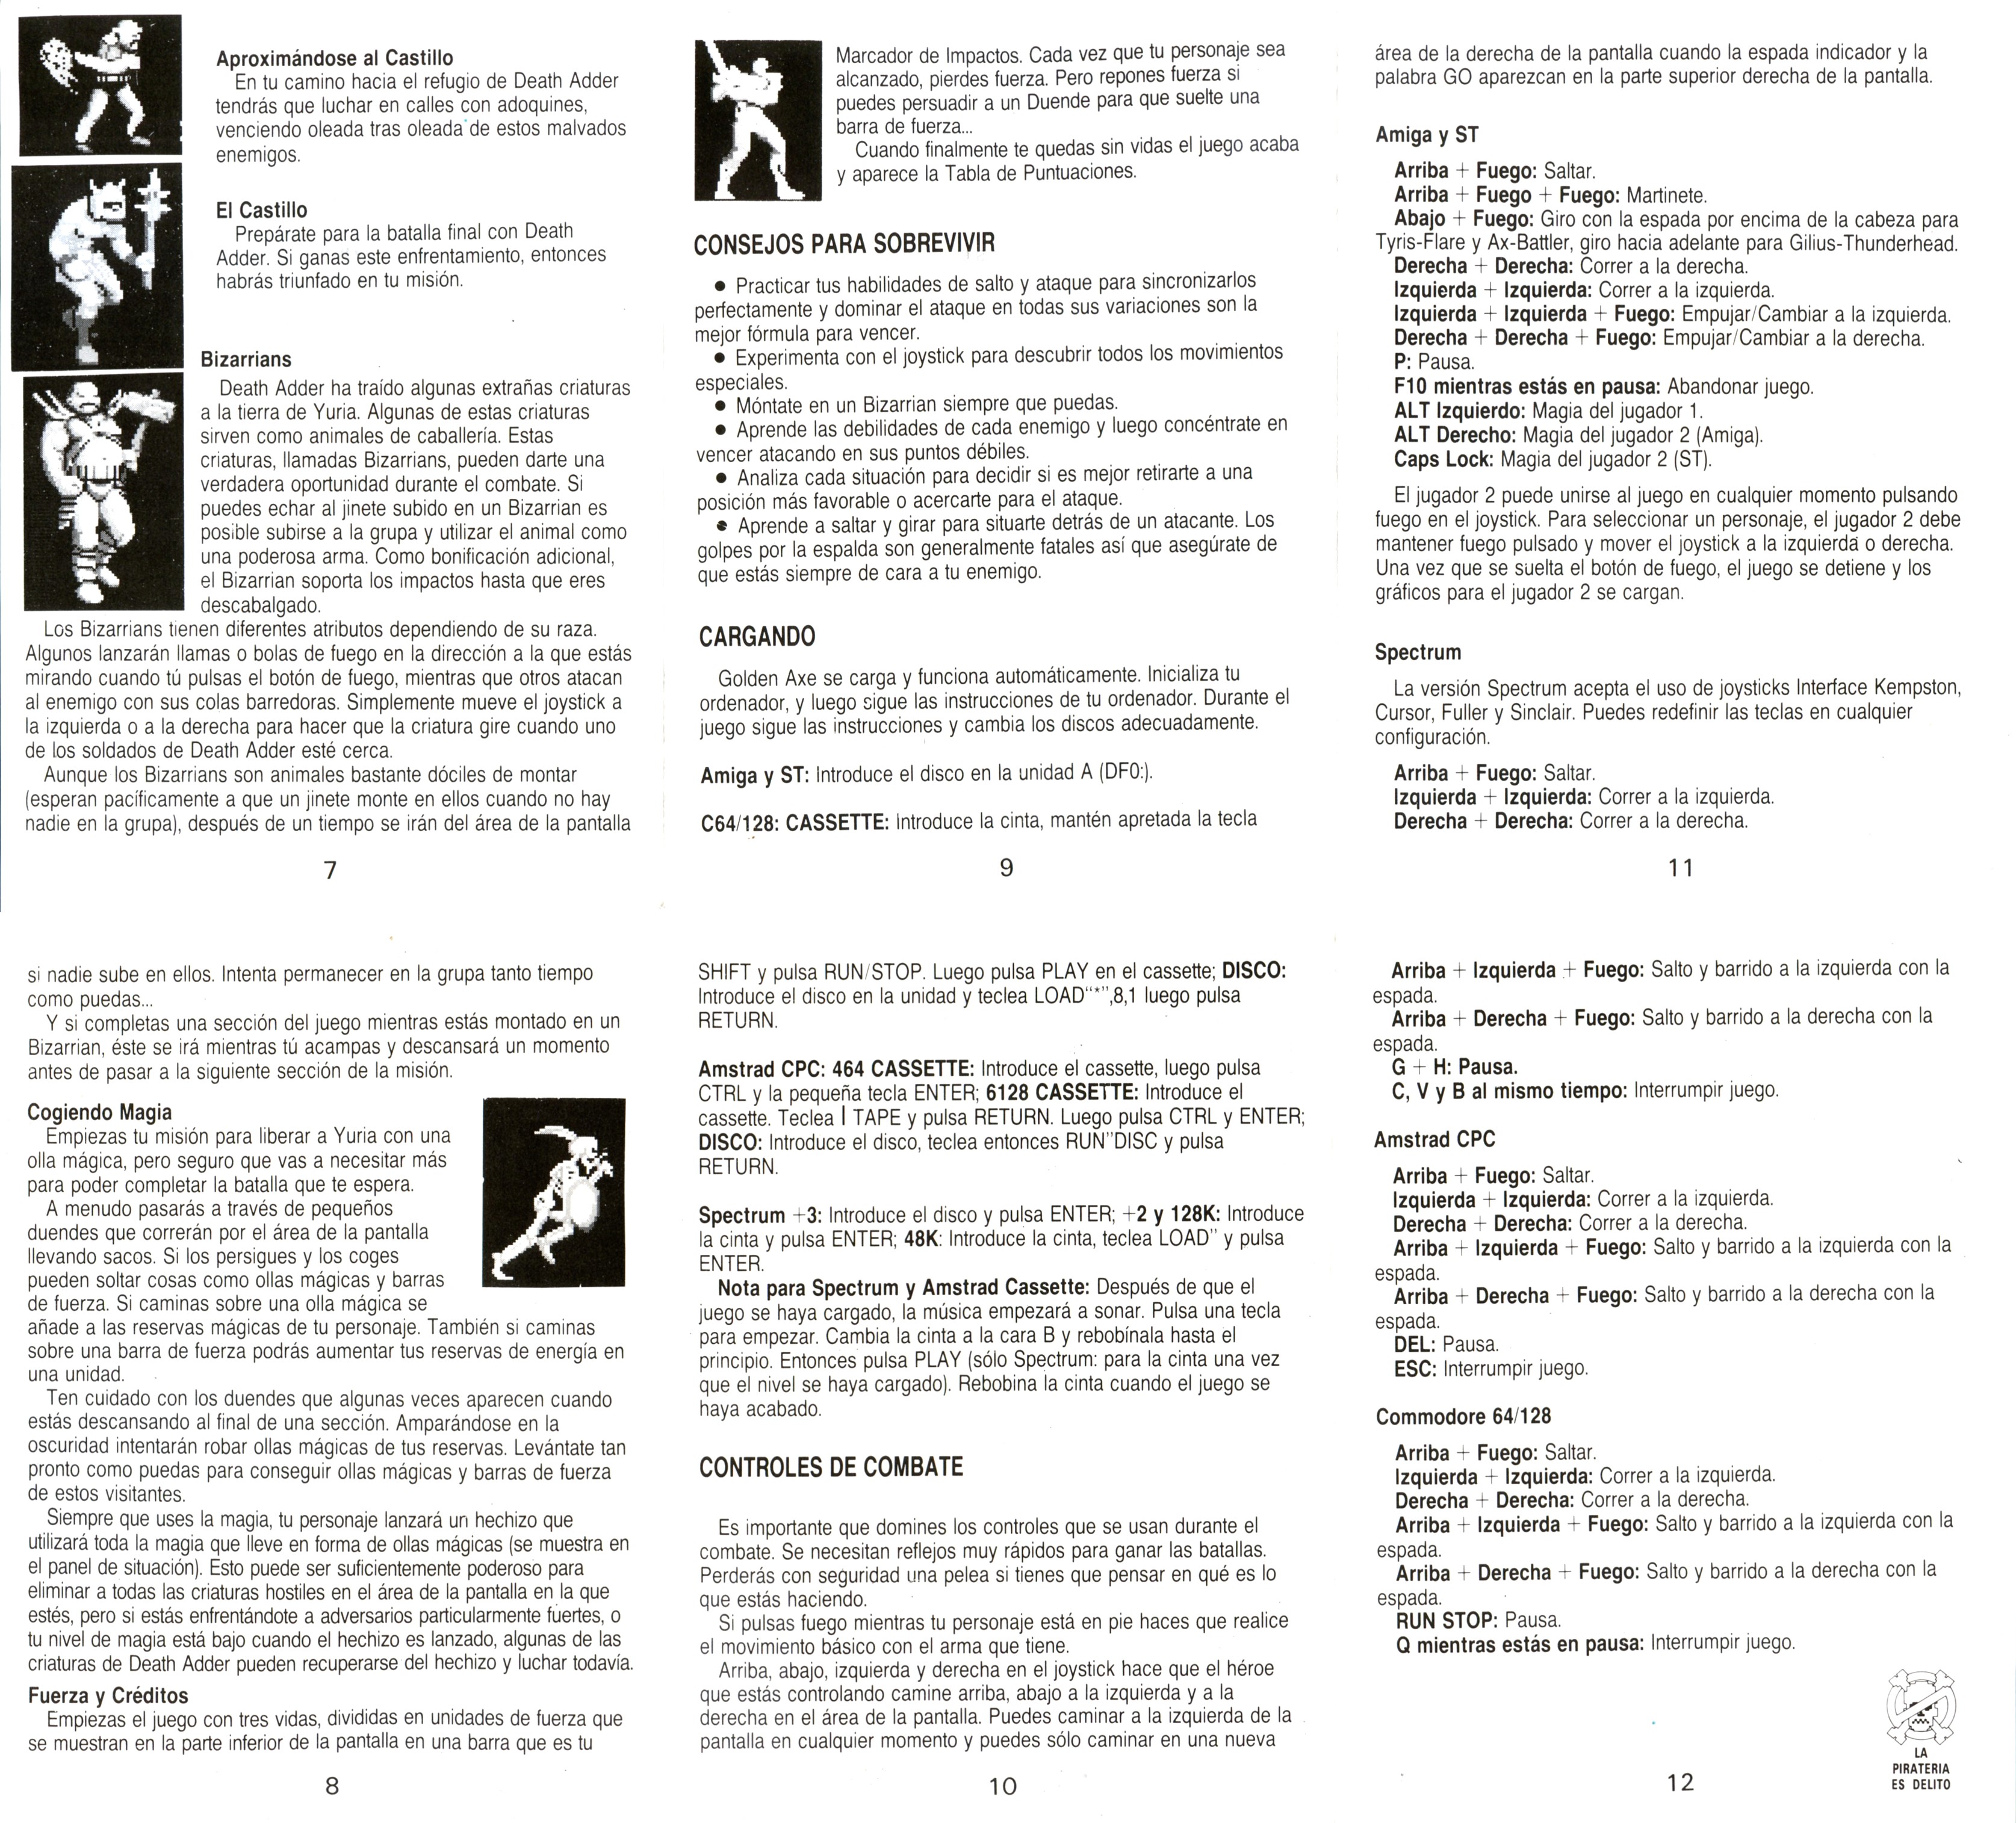 Aproximándose al Castillo
En tu camino hacia el refugio de Death Adder
tendrás que luchar en calles con adoquines,
venciendo oleada tras oleada de estos malvados
enemigos.
El Castillo
Prepárate para la batalla final con Death
Adder. Si ganas este enfrentamiento, entonces
habrás triunfado en tu misión.
Bizarrians
Death Adder ha traído algunas extrañas criaturas
a la tierra de Yuria. Algunas de estas criaturas
sirven como animales de caballería. Estas
criaturas, llamadas Bizarrians, pueden darte una
verdadera oportunidad durante el combate. Si
puedes echar al jinete subido en un Bizarrian es
posible subirse a la grupa y utilizar el animal como
una poderosa arma. Como bonificación adicional,
el Bizarrian soporta los impactos hasta que eres
descabalgado.
Los Bizarrians tienen diferentes atributos dependiendo de su raza.
Algunos lanzarán llamas o bolas de fuego en la dirección a la que estás
mirando cuando tú pulsas el botón de fuego, mientras que otros atacan
al enemigo con sus colas barredoras. Simplemente mueve el joystick a
la izquierda o a la derecha para hacer que la criatura gire cuando uno
de los soldados de Death Adder esté cerca.
Aunque los Bizarrians son animales bastante dóciles de montar
(esperan pacíficamente a que un jinete monte en ellos cuando no hay
nadie en la grupa), después de un tiempo se irán del área de la pantalla
7
si nadie sube en ellos. Intenta permanecer en la grupa tanto tiempo
como puedas...
Y si completas una sección del juego mientras estás montado en un
Bizarrian, éste se irá mientras tú acampas y descansará un momento
antes de pasar a la siguiente sección de la misión.
Cogiendo Magia
Empiezas tu misión para liberar a Yuria con una
olla mágica, pero seguro que vas a necesitar más
para poder completar la batalla que te espera.
A menudo pasarás a través de pequeños
duendes que correrán por el área de la pantalla
llevando sacos. Si los persigues y los coges
pueden soltar cosas como ollas mágicas y barras
de fuerza. Si caminas sobre una olla mágica se
añade a las reservas mágicas de tu personaje. También si caminas
sobre una barra de fuerza podrás aumentar tus reservas de energía en
una unidad.
Ten cuidado con los duendes que algunas veces aparecen cuando
estás descansando al final de una sección. Amparándose en la
oscuridad intentarán robar ollas mágicas de tus reservas. Levántate tan
pronto como puedas para conseguir ollas mágicas y barras de fuerza
de estos visitantes.
Siempre que uses la magia, tu personaje lanzará un hechizo que
utilizará toda la magia que lleve en forma de ollas mágicas (se muestra en
el panel de situación). Esto puede ser suficientemente poderoso para
eliminar a todas las criaturas hostiles en el área de la pantalla en la que
estés, pero si estás enfrentándote a adversarios particularmente fuertes, o
tu nivel de magia está bajo cuando el hechizo es lanzado, algunas de las
criaturas de Death Adder pueden recuperarse del hechizo y luchar todavía.
Fuerza y Créditos
Empiezas el juego con tres vidas, divididas en unidades de fuerza que
se muestran en la parte inferior de la pantalla en una barra que es tu
8
Marcador de Impactos. Cada vez que tu personaje sea
alcanzado, pierdes fuerza. Pero repones fuerza si
puedes persuadir a un Duende para que suelte una
barra de fuerza...
Cuando finalmente te quedas sin vidas el juego acaba
y aparece la Tabla de Puntuaciones.
CONSEJOS PARA SOBREVIVIR
● Practicar tus habilidades de salto y ataque para sincronizarlos
perfectamente y dominar el ataque en todas sus variaciones son la
mejor fórmula para vencer.
● Experimenta con el joystick para descubrir todos los movimientos
especiales.
● Móntate en un Bizarrian siempre que puedas.
● Aprende las debilidades de cada enemigo y luego concéntrate en
vencer atacando en sus puntos débiles.
● Analiza cada situación para decidir si es mejor retirarte a una
posición más favorable o acercarte para el ataque.
● Aprende a saltar y girar para situarte detrás de un atacante. Los
golpes por la espalda son generalmente fatales así que asegúrate de
que estás siempre de cara a tu enemigo.
CARGANDO
Golden Axe se carga y funciona automáticamente. Inicializa tu
ordenador, y luego sigue las instrucciones de tu ordenador. Durante el
juego sigue las instrucciones y cambia los discos adecuadamente.
Amiga y ST: Introduce el disco en la unidad A (DF0:).
C64/128: CASSETTE: Introduce la cinta, mantén apretada la tecla
9
SHIFT y pulsa RUN/STOP. Luego pulsa PLAY en el cassette; DISCO:
Introduce el disco en la unidad y teclea LOAD"*",8,1 luego pulsa
RETURN.
Amstrad CPC: 464 CASSETTE: Introduce el cassette, luego pulsa
CTRL y la pequeña tecla ENTER; 6128 CASSETTE: Introduce el
cassette. Teclea | TAPE y pulsa RETURN. Luego pulsa CTRL y ENTER;
DISCO: Introduce el disco, teclea entonces RUN"DISC y pulsa
RETURN.
Spectrum +3: Introduce el disco y pulsa ENTER; +2 y 128K: Introduce
la cinta y pulsa ENTER; 48K: Introduce la cinta, teclea LOAD" y pulsa
ENTER.
Nota para Spectrum y Amstrad Cassette: Después de que el
juego se haya cargado, la música empezará a sonar. Pulsa una tecla
para empezar. Cambia la cinta a la cara B y rebobínala hasta el
principio. Entonces pulsa PLAY (sólo Spectrum: para la cinta una vez
que el nivel se haya cargado). Rebobina la cinta cuando el juego se
haya acabado.
CONTROLES DE COMBATE
Es importante que domines los controles que se usan durante el
combate. Se necesitan reflejos muy rápidos para ganar las batallas.
Perderás con seguridad una pelea si tienes que pensar en qué es lo
que estás haciendo.
Si pulsas fuego mientras tu personaje está en pie haces que realice
el movimiento básico con el arma que tiene.
Arriba, abajo, izquierda y derecha en el joystick hace que el héroe
que estás controlando camine arriba, abajo a la izquierda y a la
derecha en el área de la pantalla. Puedes caminar a la izquierda de la
pantalla en cualquier momento y puedes sólo caminar en una nueva
10
área de la derecha de la pantalla cuando la espada indicador y la
palabra GO aparezcan en la parte superior derecha de la pantalla.
Amiga y ST
Arriba + Fuego: Saltar.
Arriba + Fuego + Fuego: Martinete.
Abajo + Fuego: Giro con la espada por encima de la cabeza para
Tyris-Flare y Ax-Battler, giro hacia adelante para Gilius-Thunderhead.
Derecha + Derecha: Correr a la derecha.
Izquierda + Izquierda: Correr a la izquierda.
Izquierda + Izquierda + Fuego: Empujar/Cambiar a la izquierda.
Derecha + Derecha + Fuego: Empujar/Cambiar a la derecha.
P: Pausa.
F10 mientras estás en pausa: Abandonar juego.
ALT Izquierdo: Magia del jugador 1.
ALT Derecho: Magia del jugador 2 (Amiga).
Caps Lock: Magia del jugador 2 (ST).
El jugador 2 puede unirse al juego en cualquier momento pulsando
fuego en el joystick. Para seleccionar un personaje, el jugador 2 debe
mantener fuego pulsado y mover el joystick a la izquierda o derecha.
Una vez que se suelta el botón de fuego, el juego se detiene y los
gráficos para el jugador 2 se cargan.
Spectrum
La versión Spectrum acepta el uso de joysticks Interface Kempston,
Cursor, Fuller y Sinclair. Puedes redefinir las teclas en cualquier
configuración.
Arriba + Fuego: Saltar.
Izquierda + Izquierda: Correr a la izquierda.
Derecha + Derecha: Correr a la derecha.
11
Arriba + Izquierda + Fuego: Salto y barrido a la izquierda con la
espada.
Arriba + Derecha + Fuego: Salto y barrido a la derecha con la
espada.
G + H: Pausa.
C, V y B al mismo tiempo: Interrumpir juego.
Amstrad CPC
Arriba + Fuego: Saltar.
Izquierda + Izquierda: Correr a la izquierda.
Derecha + Derecha: Correr a la derecha.
Arriba + Izquierda + Fuego: Salto y barrido a la izquierda con la
espada.
Arriba + Derecha + Fuego: Salto y barrido a la derecha con la
espada.
DEL: Pausa.
ESC: Interrumpir juego.
Commodore 64/128
Arriba + Fuego: Saltar.
Izquierda + Izquierda: Correr a la izquierda.
Derecha + Derecha: Correr a la derecha.
Arriba + Izquierda + Fuego: Salto y barrido a la izquierda con la
espada.
Arriba + Derecha + Fuego: Salto y barrido a la derecha con la
espada.
RUN STOP: Pausa.
Q mientras estás en pausa: Interrumpir juego.
LA
PIRATERIA
ES DELITO
12